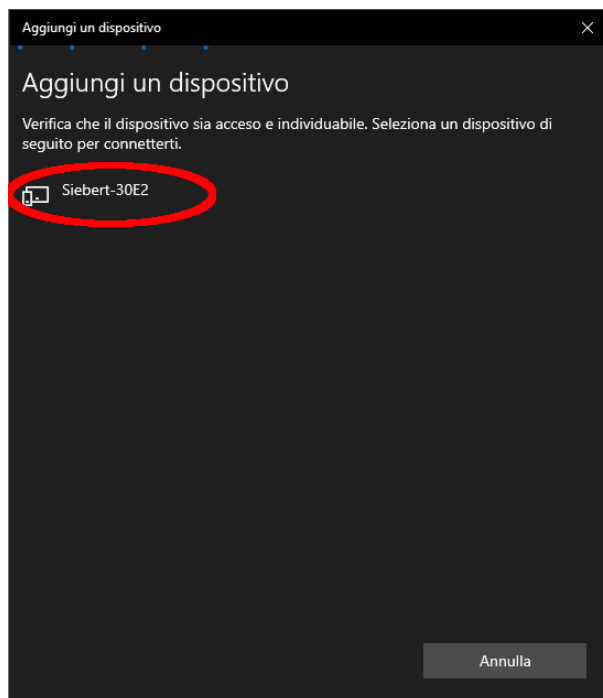 Aggiungi un dispositivo
Aggiungi un dispositivo
Verifica che il dispositivo sia acceso e individuabile. Seleziona un dispositivo di
seguito per connetterti.
Siebert-30E2
Annulla